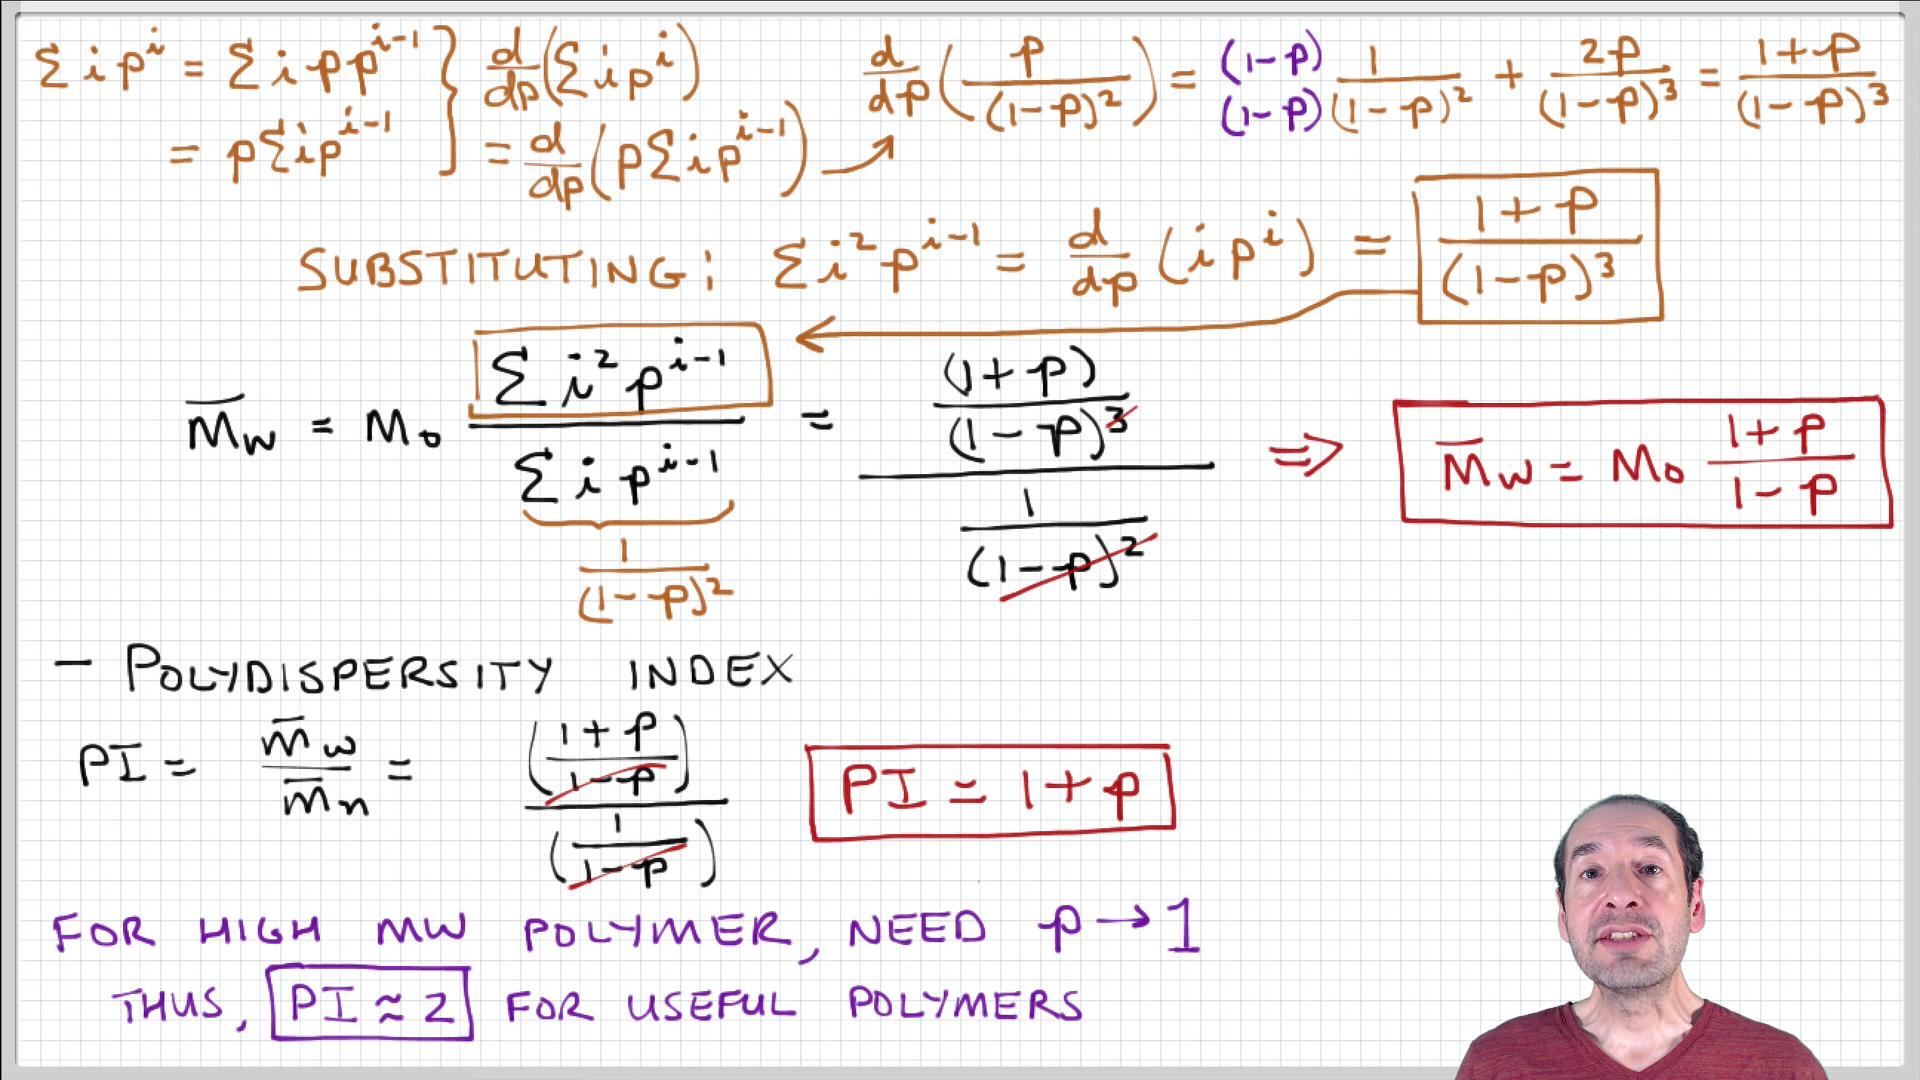 Σ i p^i = Σ i p p^{i-1} } d/dp (Σ i p^i)
= p Σ i p^{i-1} = d/dp (p Σ i p^{i-1})
d/dp (p/(1-p)^2) = (1-p)/(1-p) 1/(1-p)^2 + 2p/(1-p)^3 = 1+p/(1-p)^3
SUBSTITUTING: Σ i^2 p^{i-1} = d/dp (i p^i) = 1+p/(1-p)^3
M̄w = Mo Σ i^2 p^{i-1} / Σ i p^{i-1} = (1+p)/(1-p)^3 / 1/(1-p)^2 ⇒ M̄w = Mo 1+p/1-p
1/(1-p)^2
- POLYDISPERSITY INDEX
PI = m̄w/m̄n = (1+p/1-p) / (1/1-p) PI = 1+p
FOR HIGH MW POLYMER, NEED p → 1
THUS, PI ≈ 2 FOR USEFUL POLYMERS